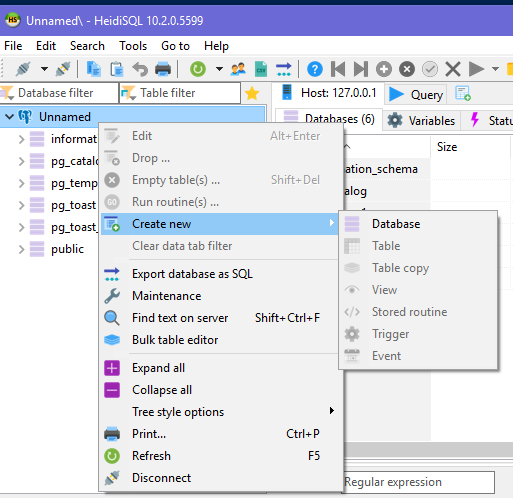 Unnamed\ - HeidiSQL 10.2.0.5599
File Edit Search Tools Go to Help
Database filter Table filter Host: 127.0.0.1 Query
Unnamed
Databases (6) Variables
informat
pg_catalo
pg_temp
pg_toast
pg_toast_
public
Size
ation_schema
alog
Edit Alt+Enter
Drop ...
Empty table(s) ... Shift+Del
Run routine(s) ...
Create new
Clear data tab filter
Export database as SQL
Maintenance
Find text on server Shift+Ctrl+F
Bulk table editor
Expand all
Collapse all
Tree style options
Print... Ctrl+P
Refresh F5
Disconnect
Database
Table
Table copy
View
Stored routine
Trigger
Event
Regular expression